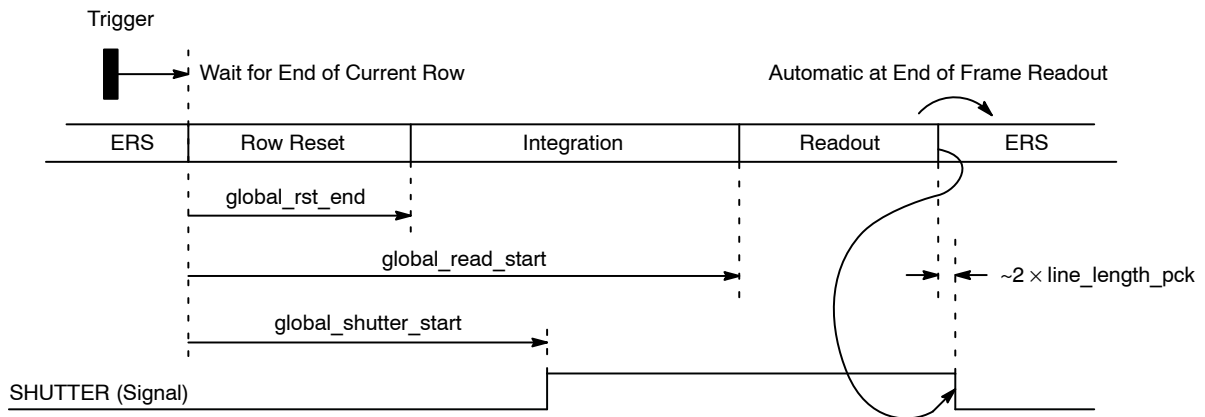 Trigger
Wait for End of Current Row
Automatic at End of Frame Readout
ERS Row Reset Integration Readout ERS
global_rst_end
global_read_start
~2 × line_length_pck
global_shutter_start
SHUTTER (Signal)